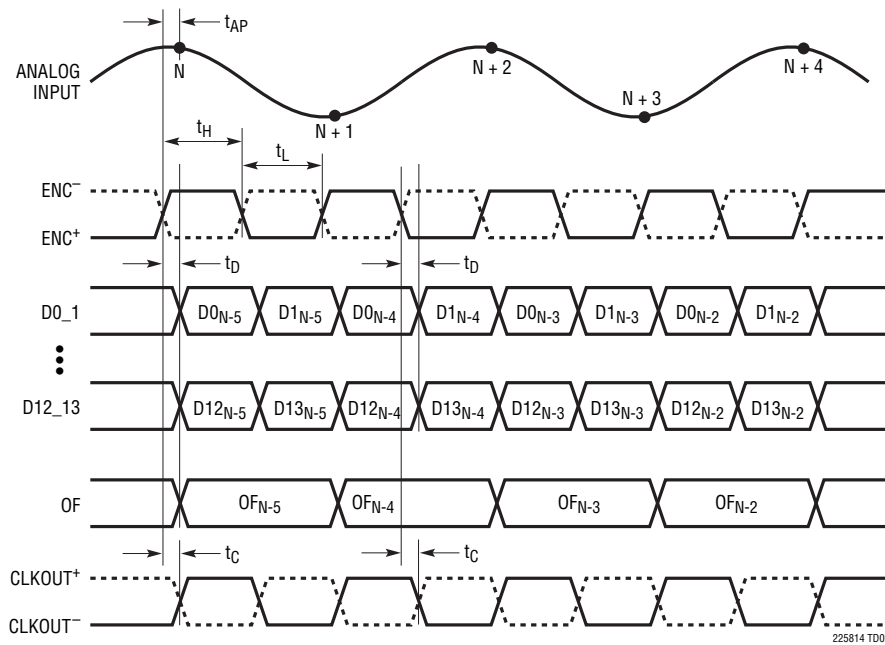 tAP
ANALOG
INPUT
N
N + 1
N + 2
N + 3
N + 4
tH
tL
ENC–
ENC+
tD
tD
D0_1
D0N-5 D1N-5 D0N-4 D1N-4 D0N-3 D1N-3 D0N-2 D1N-2
D12_13
D12N-5 D13N-5 D12N-4 D13N-4 D12N-3 D13N-3 D12N-2 D13N-2
OF
OFN-5 OFN-4 OFN-3 OFN-2
tC
tC
CLKOUT+
CLKOUT–
225814 TD0